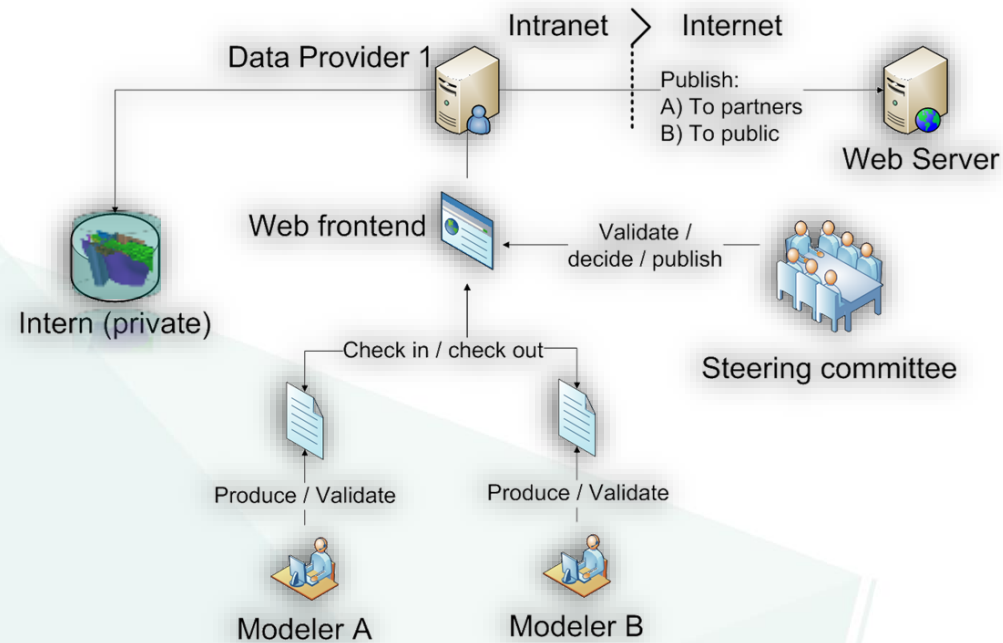 Intranet
Internet
Data Provider 1
Publish:
A) To partners
B) To public
Web Server
Web frontend
Validate /
decide / publish
Intern (private)
Check in / check out
Steering committee
Produce / Validate
Produce / Validate
Modeler A
Modeler B